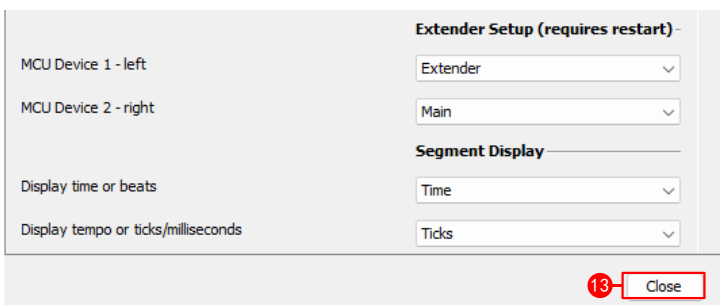 Extender Setup (requires restart)
MCU Device 1 - left
Extender
MCU Device 2 - right
Main
Segment Display
Display time or beats
Time
Display tempo or ticks/milliseconds
Ticks
13
Close